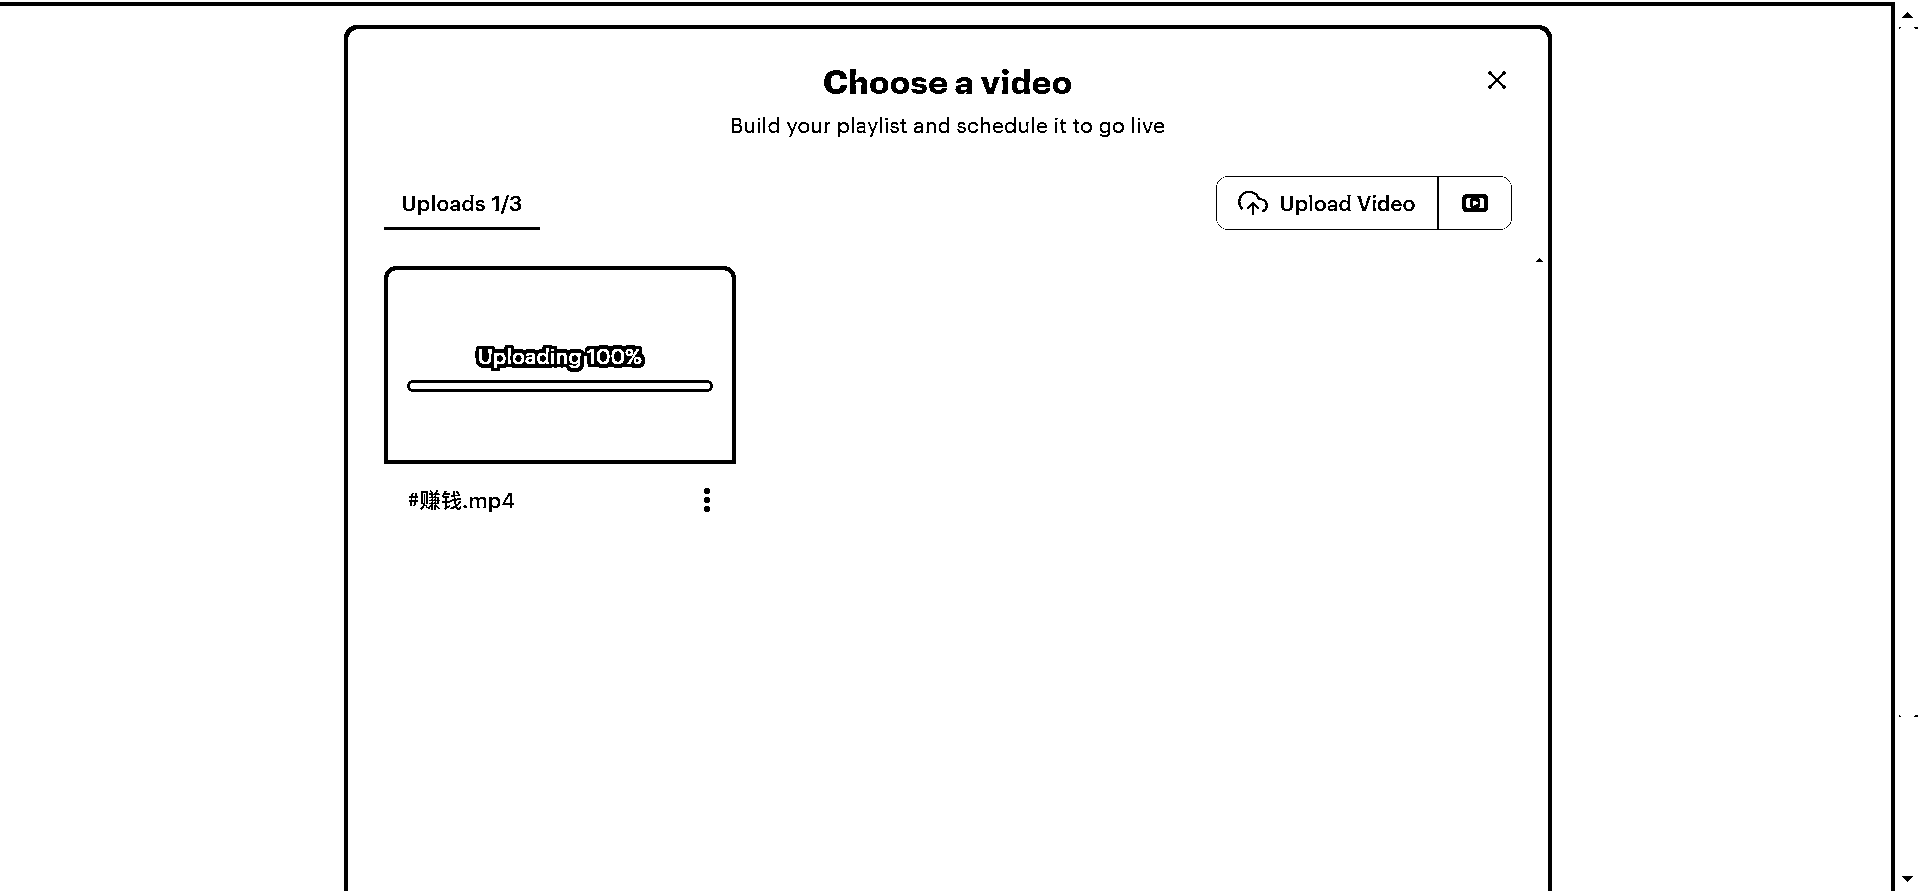 Choose a video
Build your playlist and schedule it to go live
Uploads 1/3
Upload Video
Uploading 100%
#赚钱.mp4